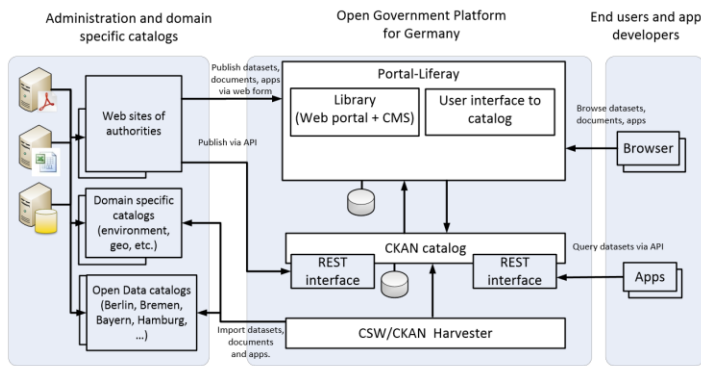 Administration and domain
specific catalogs
Open Government Platform
for Germany
End users and app
developers
Web sites of
authorities
Domain specific
catalogs
(environment,
geo, etc.)
Open Data catalogs
(Berlin, Bremen,
Bayern, Hamburg,
...)
Publish datasets,
documents, apps
via web form
Publish via API
Import datasets,
documents
and apps.
Portal-Liferay
Library
(Web portal + CMS)
User interface to
catalog
CKAN catalog
REST
interface
REST
interface
CSW/CKAN Harvester
Browse datasets,
documents, apps
Browser
Query datasets via API
Apps